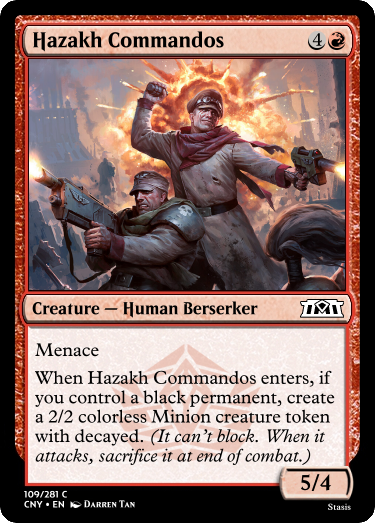 Hazakh Commandos 4
Creature — Human Berserker
Menace
When Hazakh Commandos enters, if
you control a black permanent, create
a 2/2 colorless Minion creature token
with decayed. (It can't block. When it
attacks, sacrifice it at end of combat.)
5/4
109/281 C
CNY • EN Darren Tan
Stasis